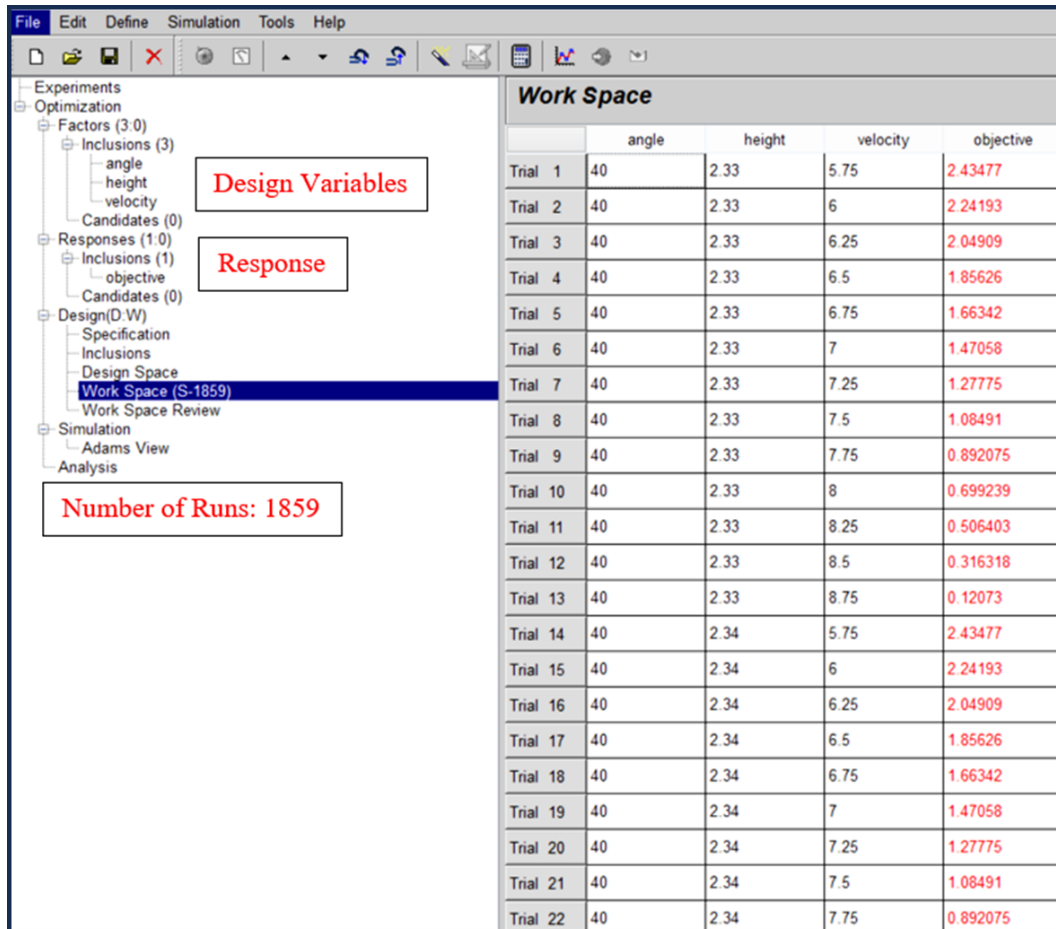 File Edit Define Simulation Tools Help
Experiments
Optimization
Factors (3:0)
Inclusions (3)
angle
height
velocity
Candidates (0)
Responses (1:0)
Inclusions (1)
objective
Candidates (0)
Design(D:W)
Specification
Inclusions
Design Space
Work Space (S-1859)
Work Space Review
Simulation
Adams View
Analysis
Design Variables
Response
Number of Runs: 1859
Work Space
angle height velocity objective
Trial 1 40 2.33 5.75 2.43477
Trial 2 40 2.33 6 2.24193
Trial 3 40 2.33 6.25 2.04909
Trial 4 40 2.33 6.5 1.85626
Trial 5 40 2.33 6.75 1.66342
Trial 6 40 2.33 7 1.47058
Trial 7 40 2.33 7.25 1.27775
Trial 8 40 2.33 7.5 1.08491
Trial 9 40 2.33 7.75 0.892075
Trial 10 40 2.33 8 0.699239
Trial 11 40 2.33 8.25 0.506403
Trial 12 40 2.33 8.5 0.316318
Trial 13 40 2.33 8.75 0.12073
Trial 14 40 2.34 5.75 2.43477
Trial 15 40 2.34 6 2.24193
Trial 16 40 2.34 6.25 2.04909
Trial 17 40 2.34 6.5 1.85626
Trial 18 40 2.34 6.75 1.66342
Trial 19 40 2.34 7 1.47058
Trial 20 40 2.34 7.25 1.27775
Trial 21 40 2.34 7.5 1.08491
Trial 22 40 2.34 7.75 0.892075